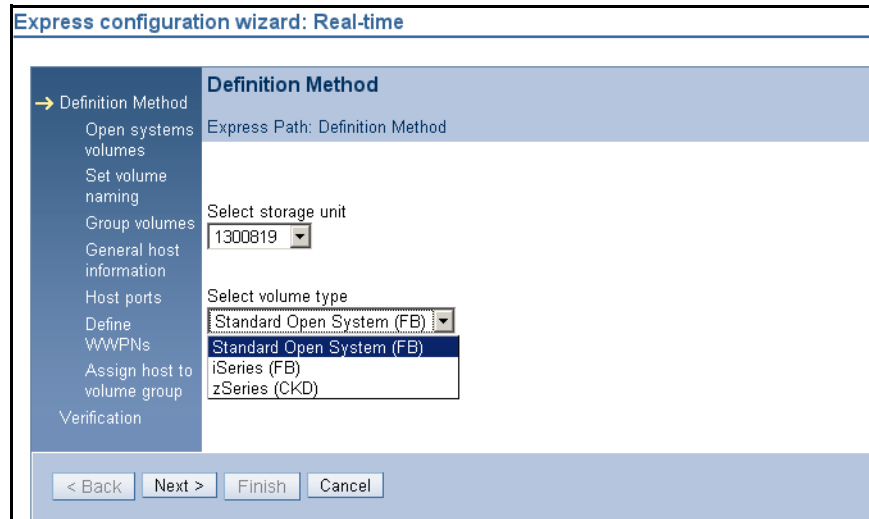 Express configuration wizard: Real-time
Definition Method
Open systems
volumes
Set volume
naming
Group volumes
General host
information
Host ports
Define
WWPNs
Assign host to
volume group
Verification
Definition Method
Express Path: Definition Method
Select storage unit
1300819
Select volume type
Standard Open System (FB)
Standard Open System (FB)
iSeries (FB)
zSeries (CKD)
< Back
Next >
Finish
Cancel